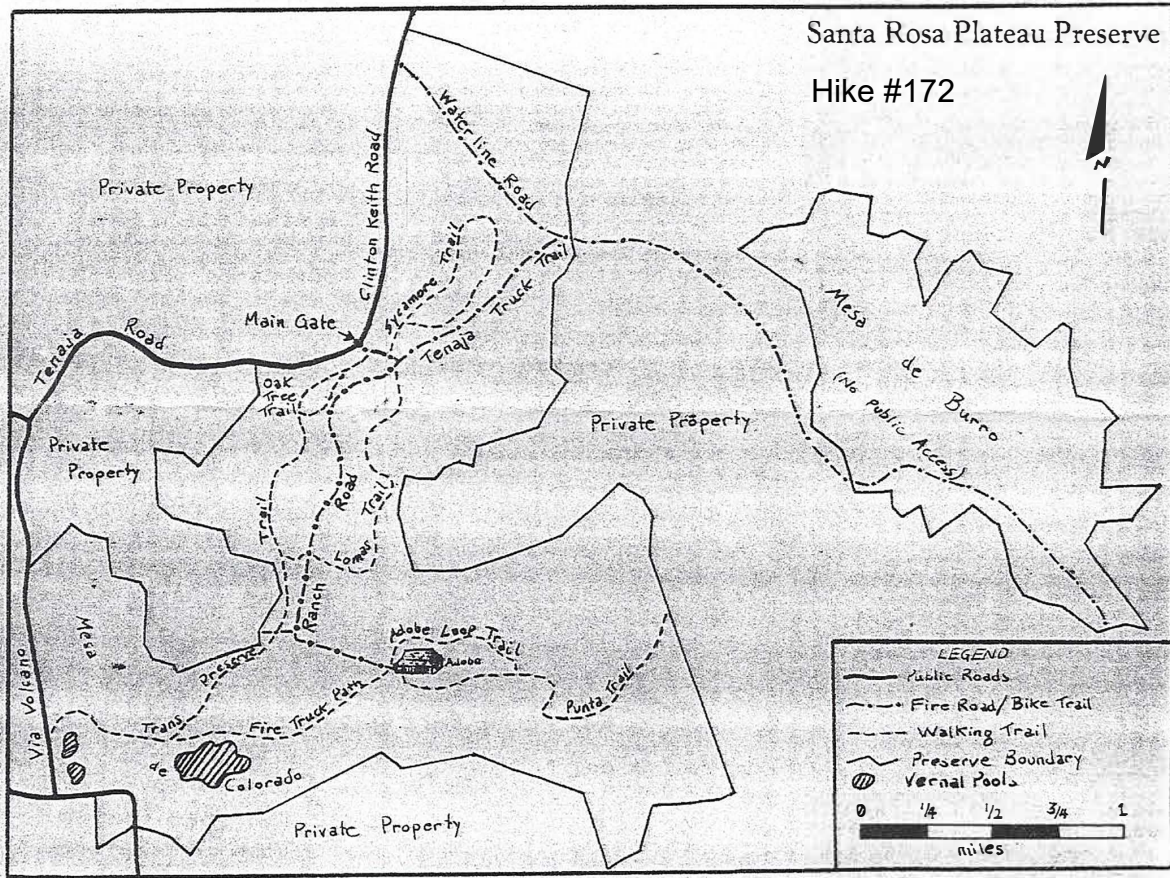 Santa Rosa Plateau Preserve
Hike #172
N
Private Property
Clinton Keith Road
Water line Road
Sycamore Trail
Main Gate
Tenaja Truck Trail
Tenaja Road
Oak
Tree
Trail
Private
Property
Private Property
Mesa
de
Burro
(No Public Access)
Trail
Road
Lomas Trail
Ranch
Mesa
Preserve
Adobe Loop Trail
Adobe
Punta Trail
Via Volcano
Trans
Fire Truck Path
de
Colorado
Private Property
LEGEND
Public Roads
Fire Road/Bike Trail
Walking Trail
Preserve Boundary
Vernal Pools
0 1/4 1/2 3/4 1
miles